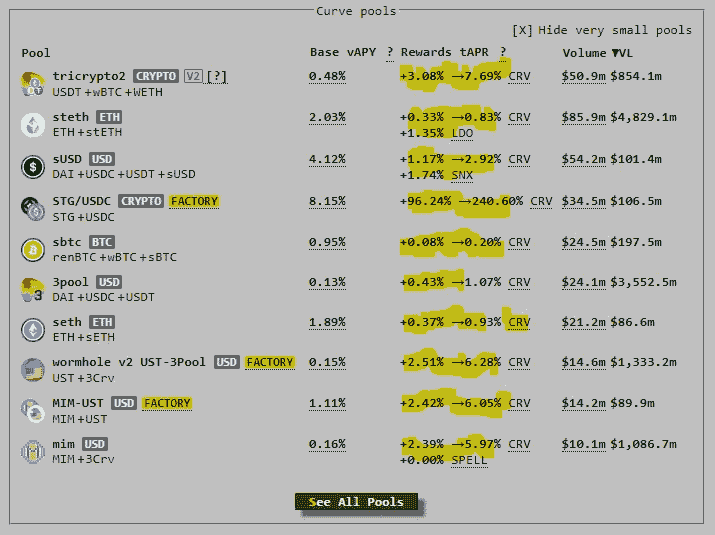 Curve pools
[X] Hide very small pools
Pool Base vAPY ? Rewards tAPR ? Volume ▼VL
tricrypto2 CRYPTO V2 [?] 0.48% +3.08% →7.69% CRV $50.9m $854.1m
USDT+wBTC+WETH
steth ETH 2.03% +0.33% →0.83% CRV $85.9m $4,829.1m
ETH+stETH +1.35% LDO
sUSD USD 4.12% +1.17% →2.92% CRV $54.2m $101.4m
DAI+USDC+USDT+sUSD +1.74% SNX
STG/USDC CRYPTO FACTORY 8.15% +96.24% →240.60% CRV $34.5m $106.5m
STG+USDC
sbtc BTC 0.95% +0.08% →0.20% CRV $24.5m $197.5m
renBTC+wBTC+sBTC
3pool USD 0.13% +0.43% →1.07% CRV $24.1m $3,552.5m
DAI+USDC+USDT
seth ETH 1.89% +0.37% →0.93% CRV $21.2m $86.6m
ETH+sETH
wormhole v2 UST-3Pool USD FACTORY 0.15% +2.51% →6.28% CRV $14.6m $1,333.2m
UST+3Crv
MIM-UST USD FACTORY 1.11% +2.42% →6.05% CRV $14.2m $89.9m
MIM+UST
mim USD 0.16% +2.39% →5.97% CRV $10.1m $1,086.7m
MIM+3Crv +0.00% SPELL
See All Pools